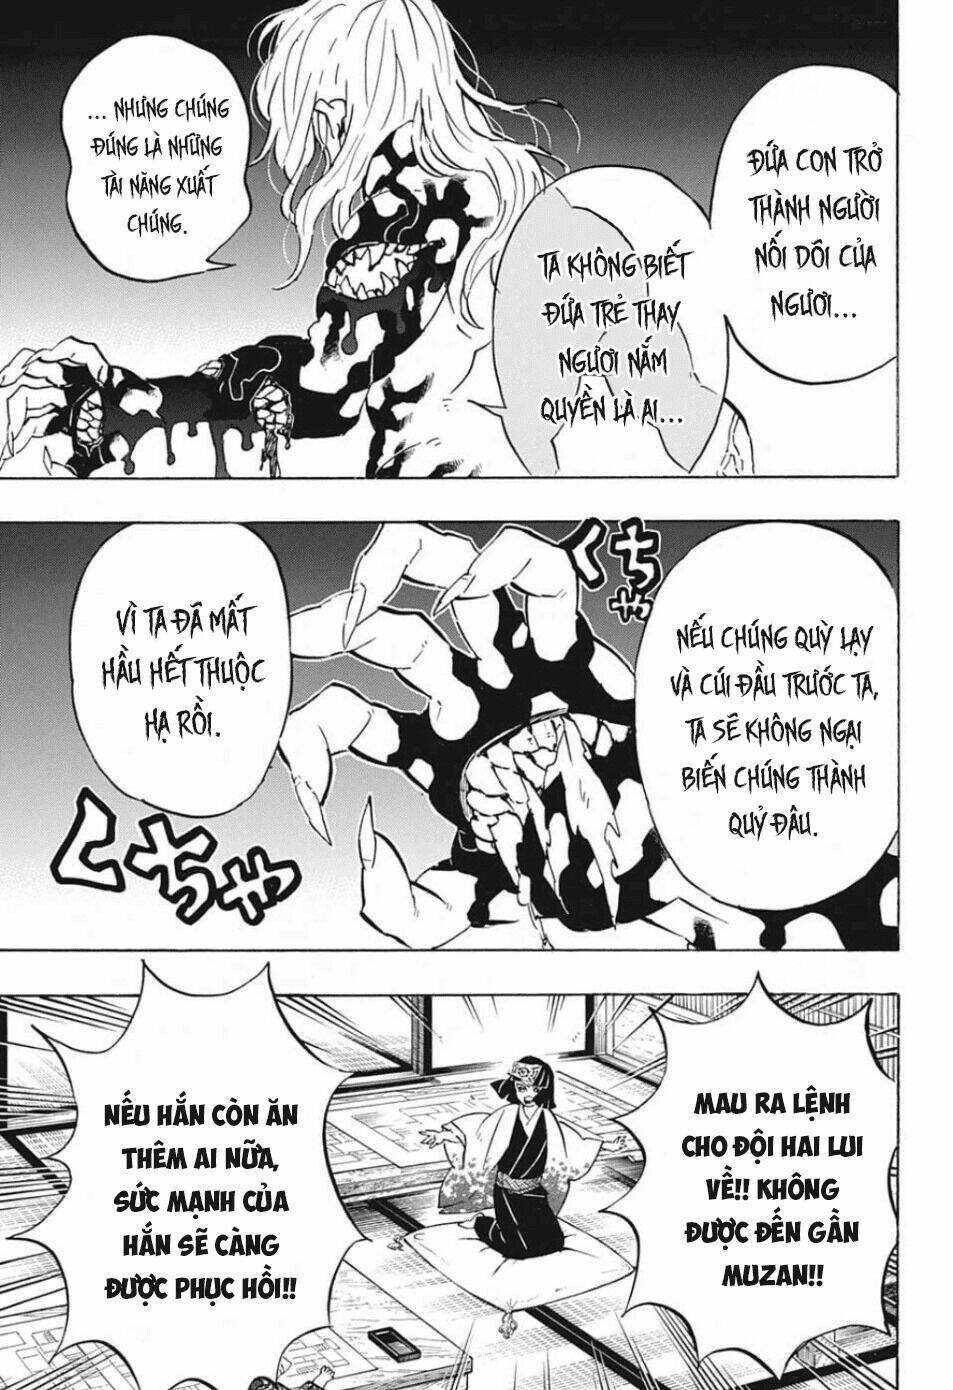 ĐỨA CON TRỞ
THÀNH NGƯỜI
NỐI DÕI CỦA
NGƯƠI...
TA KHÔNG BIẾT
ĐỨA TRẺ THAY
NGƯƠI NẮM
QUYỀN LÀ AI...
... NHƯNG CHÚNG
ĐÚNG LÀ NHỮNG
TÀI NĂNG XUẤT
CHÚNG.
くちゃ
NẾU CHÚNG QUỲ LẠY
VÀ CÚI ĐẦU TRƯỚC TA,
TA SẼ KHÔNG NGẠI
BIẾN CHÚNG THÀNH
QUỶ ĐÂU.
VÌ TA ĐÃ MẤT
HẦU HẾT THUỘC
HẠ RỒI.
くちゃ
MAU RA LỆNH
CHO ĐỘI HAI LUI
VỀ!! KHÔNG
ĐƯỢC ĐẾN GẦN
MUZAN!!
NẾU HẮN CÒN ĂN
THÊM AI NỮA,
SỨC MẠNH CỦA
HẮN SẼ CÀNG
ĐƯỢC PHỤC HỒI!!